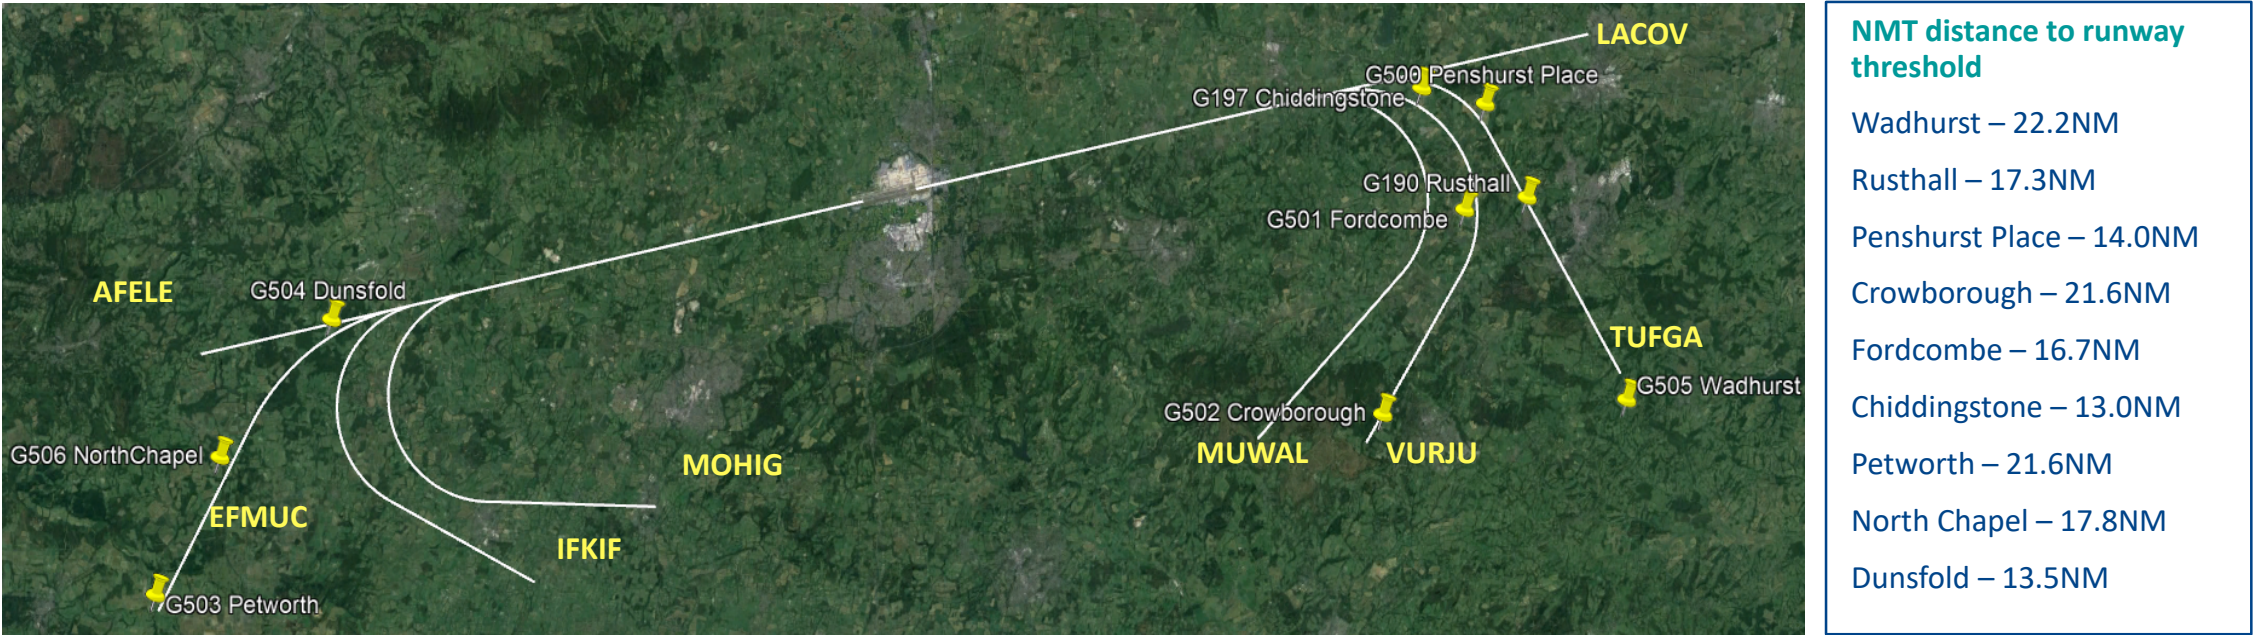 LACOV
G500 Penshurst Place
G197 Chiddingstone
G190 Rusthall
G501 Fordcombe
AFELE
G504 Dunsfold
TUFGA
G505 Wadhurst
G502 Crowborough
MUWAL
VURJU
G506 NorthChapel
MOHIG
EFMUC
IFKIF
G503 Petworth
NMT distance to runway
threshold
Wadhurst – 22.2NM
Rusthall – 17.3NM
Penshurst Place – 14.0NM
Crowborough – 21.6NM
Fordcombe – 16.7NM
Chiddingstone – 13.0NM
Petworth – 21.6NM
North Chapel – 17.8NM
Dunsfold – 13.5NM